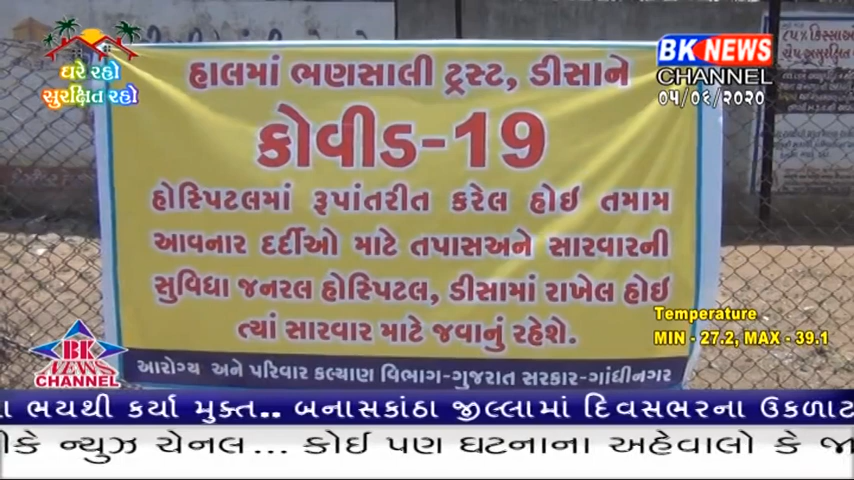 ઘરે રહો
સુરક્ષિત રહો
BK NEWS
CHANNEL
૦૫/૦૬/૨૦૨૦
હાલમાં ભણસાલી ટ્રસ્ટ, ડીસાને
કોવીડ-19
હોસ્પિટલમાં રૂપાંતરીત કરેલ હોઈ તમામ
આવનાર દર્દીઓ માટે તપાસઅને સારવારની
સુવિધા જનરલ હોસ્પિટલ, ડીસામાં રાખેલ હોઈ
ત્યાં સારવાર માટે જવાનું રહેશે.
આરોગ્ય અને પરિવાર કલ્યાણ વિભાગ-ગુજરાત સરકાર-ગાંધીનગર
Temperature
MIN - 27.2, MAX - 39.1
BK
NEWS
CHANNEL
ભયથી કર્યા મુક્ત.. બનાસકાંઠા જીલ્લામાં દિવસભરના ઉકળાટ
ન્યુઝ ચેનલ... કોઈ પણ ઘટનાના અહેવાલો કે